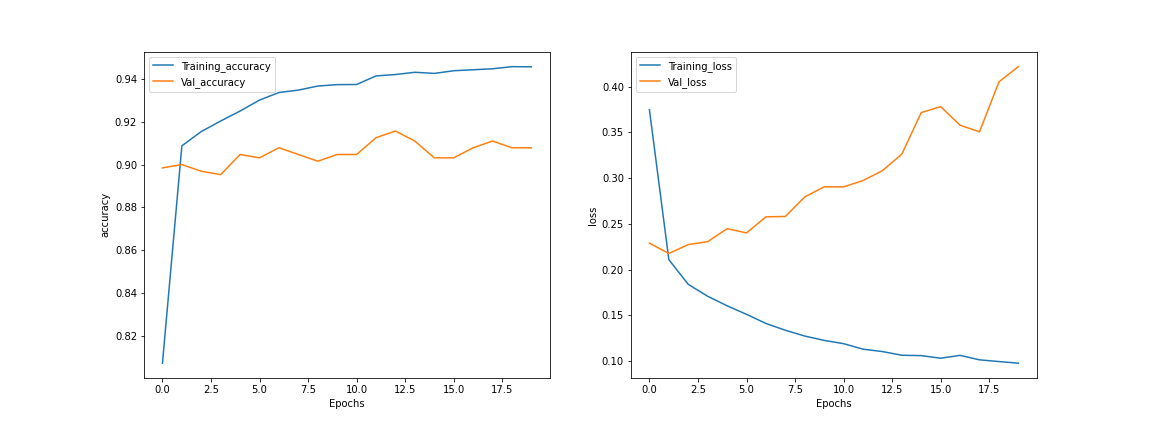 Training_accuracy
Val_accuracy
0.94
0.92
0.90
0.88
0.86
0.84
0.82
accuracy
0.0 2.5 5.0 7.5 10.0 12.5 15.0 17.5
Epochs
Training_loss
Val_loss
0.40
0.35
0.30
0.25
0.20
0.15
0.10
loss
0.0 2.5 5.0 7.5 10.0 12.5 15.0 17.5
Epochs